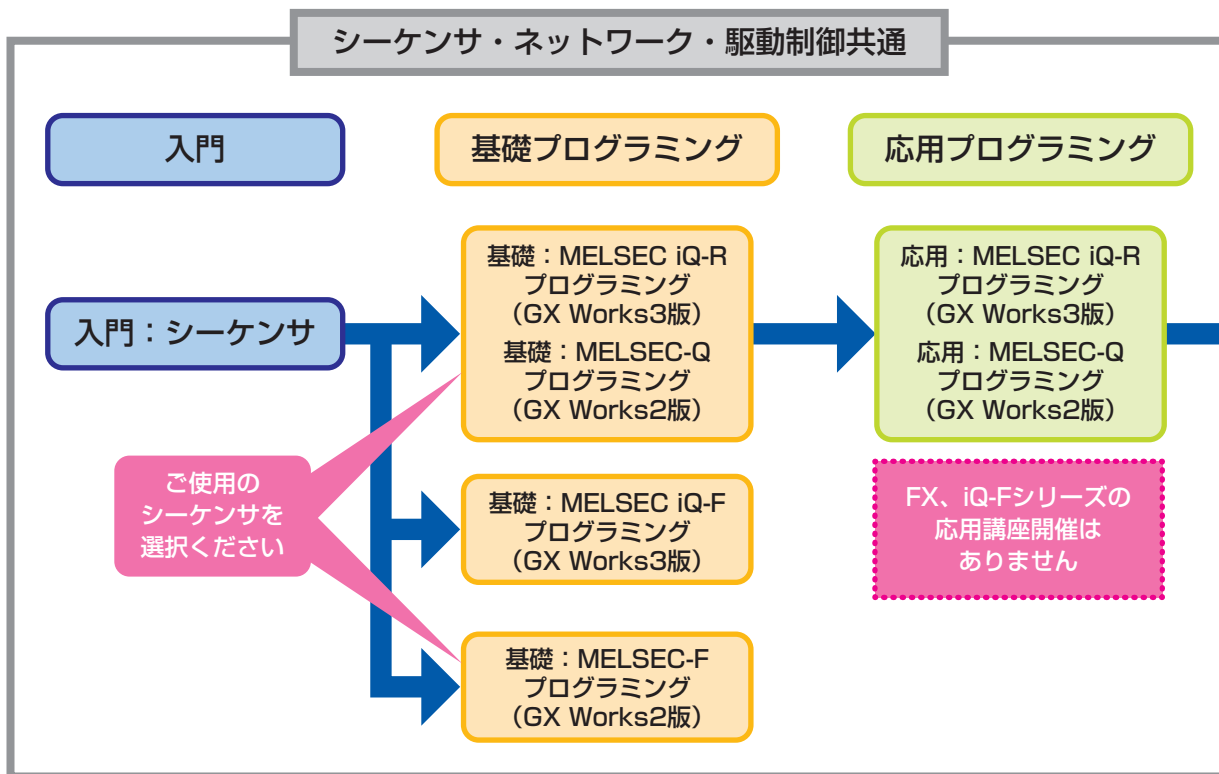 シーケンサ・ネットワーク・駆動制御共通
入門
基礎プログラミング
応用プログラミング
入門：シーケンサ
基礎：MELSEC iQ-R
プログラミング
（GX Works3版）
基礎：MELSEC-Q
プログラミング
（GX Works2版）
応用：MELSEC iQ-R
プログラミング
（GX Works3版）
応用：MELSEC-Q
プログラミング
（GX Works2版）
ご使用の
シーケンサを
選択ください
基礎：MELSEC iQ-F
プログラミング
（GX Works3版）
FX、iQ-Fシリーズの
応用講座開催は
ありません
基礎：MELSEC-F
プログラミング
（GX Works2版）